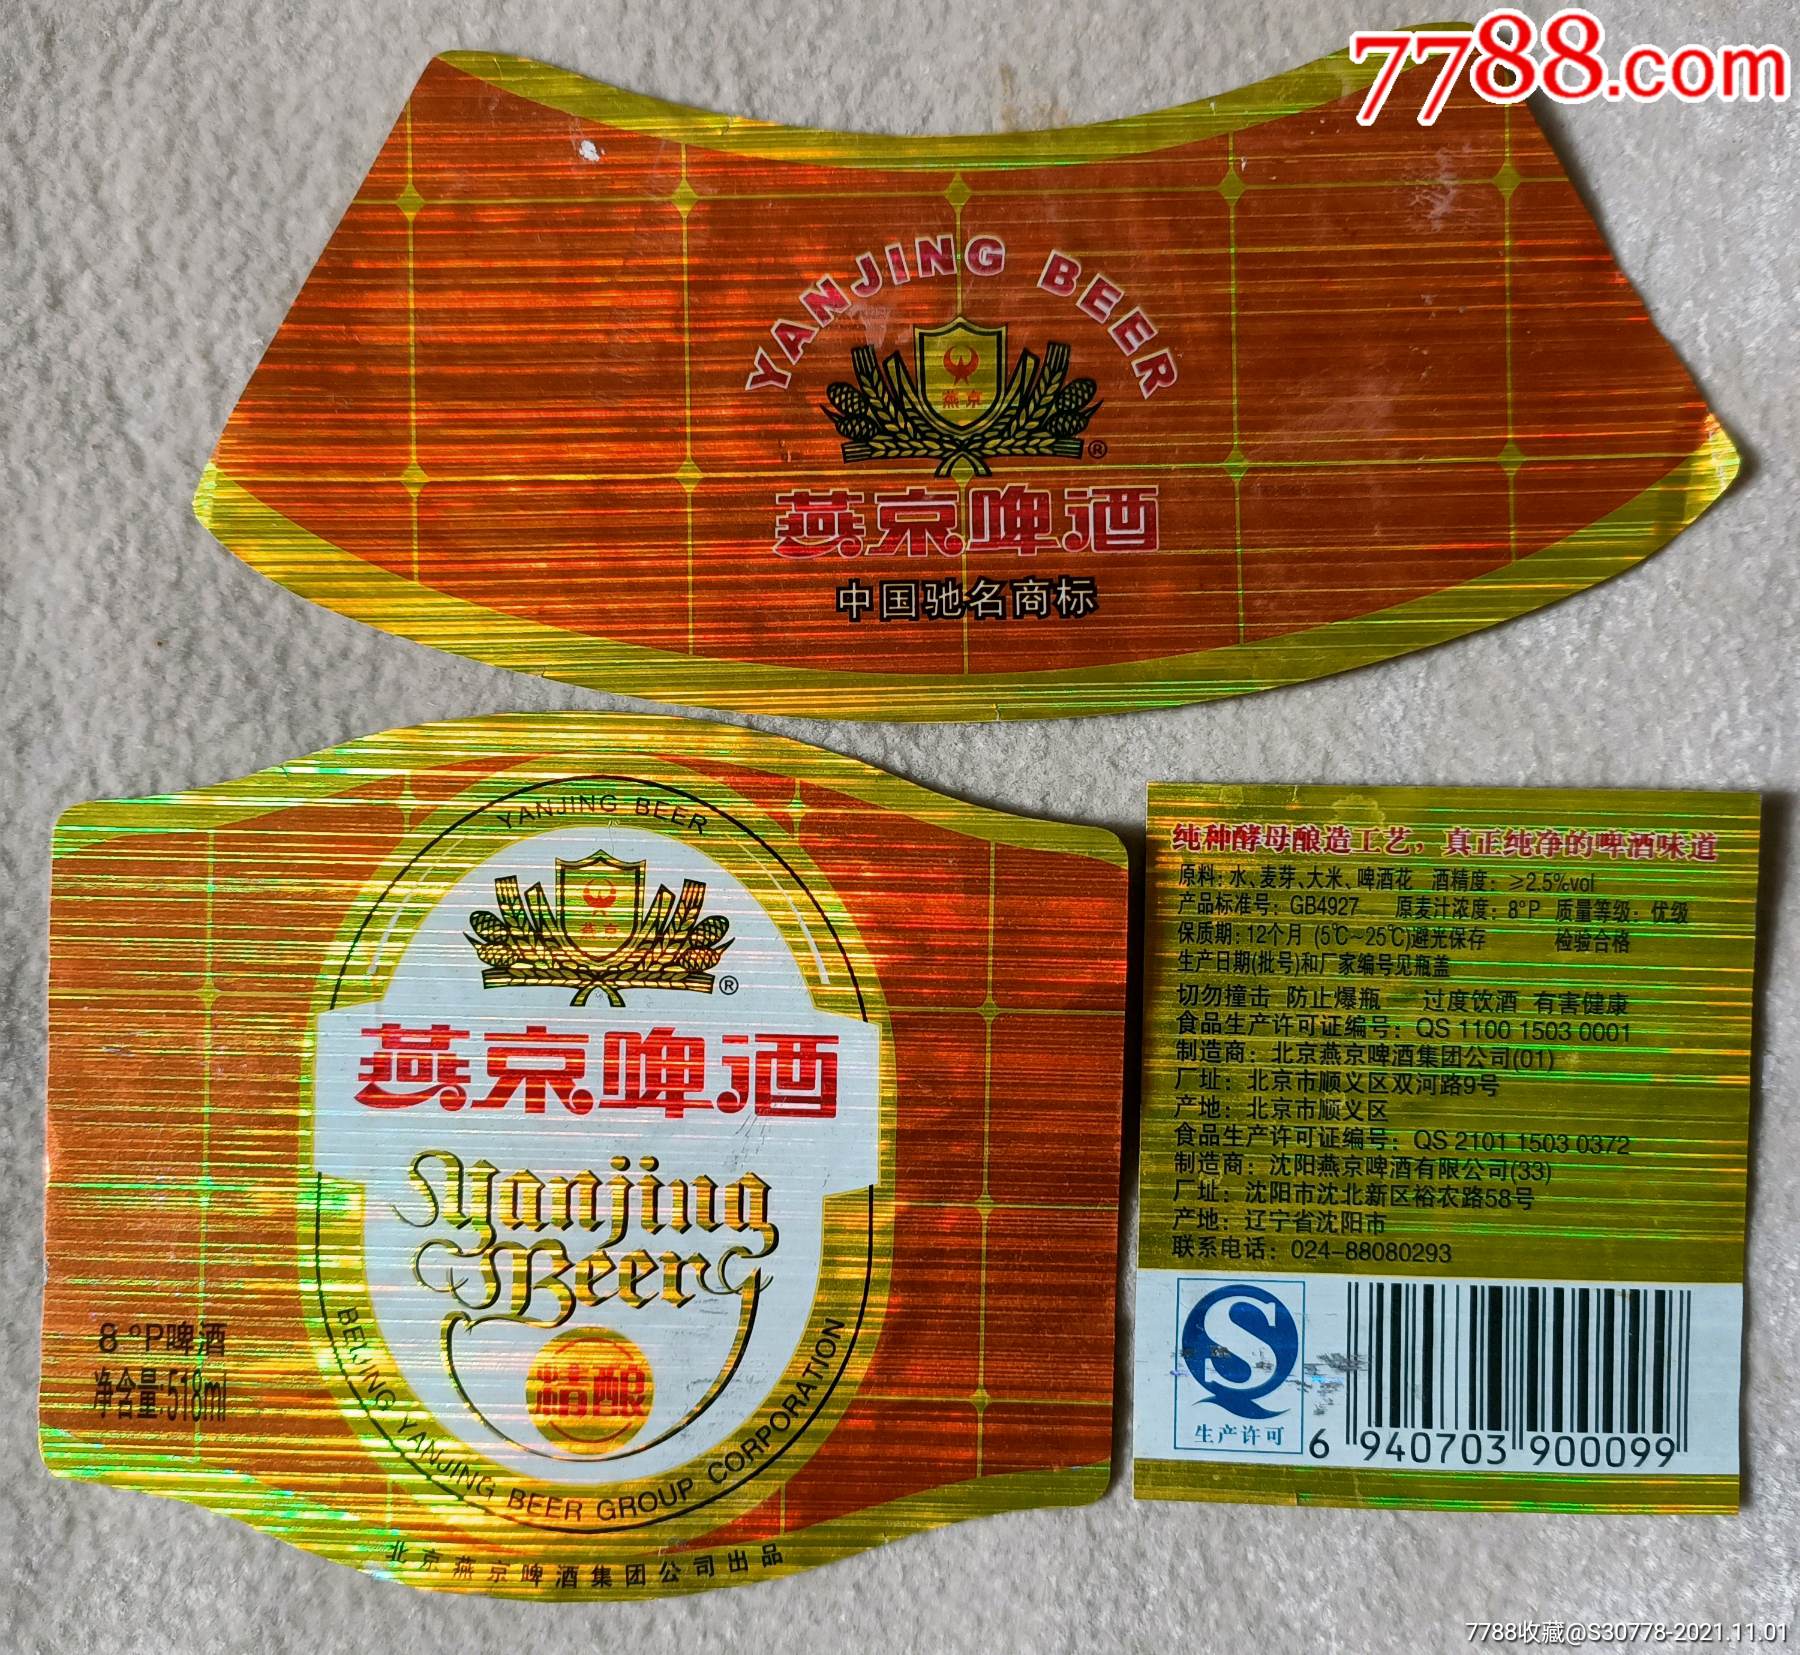 7788.com
YANJING BEER
燕京
®
燕京啤酒
中国驰名商标
YANJING BEER
燕京
®
燕京啤酒
Yanjing
Beer
精酿
8°P啤酒
净含量:518ml
BEIJING YANJING BEER GROUP CORPORATION
北京燕京啤酒集团公司出品
纯种酵母酿造工艺，真正纯净的啤酒味道
原料：水、麦芽、大米、啤酒花 酒精度：≥2.5%vol
产品标准号：GB4927 原麦汁浓度：8°P 质量等级：优级
保质期：12个月 (5℃~25℃)避光保存 检验合格
生产日期(批号)和厂家编号见瓶盖
切勿撞击 防止爆瓶 过度饮酒 有害健康
食品生产许可证编号：QS 1100 1503 0001
制造商：北京燕京啤酒集团公司(01)
厂址：北京市顺义区双河路9号
产地：北京市顺义区
食品生产许可证编号：QS 2101 1503 0372
制造商：沈阳燕京啤酒有限公司(33)
厂址：沈阳市沈北新区裕农路58号
产地：辽宁省沈阳市
联系电话：024-88080293
生产许可
6 940703 900099
7788收藏@S30778-2021.11.01